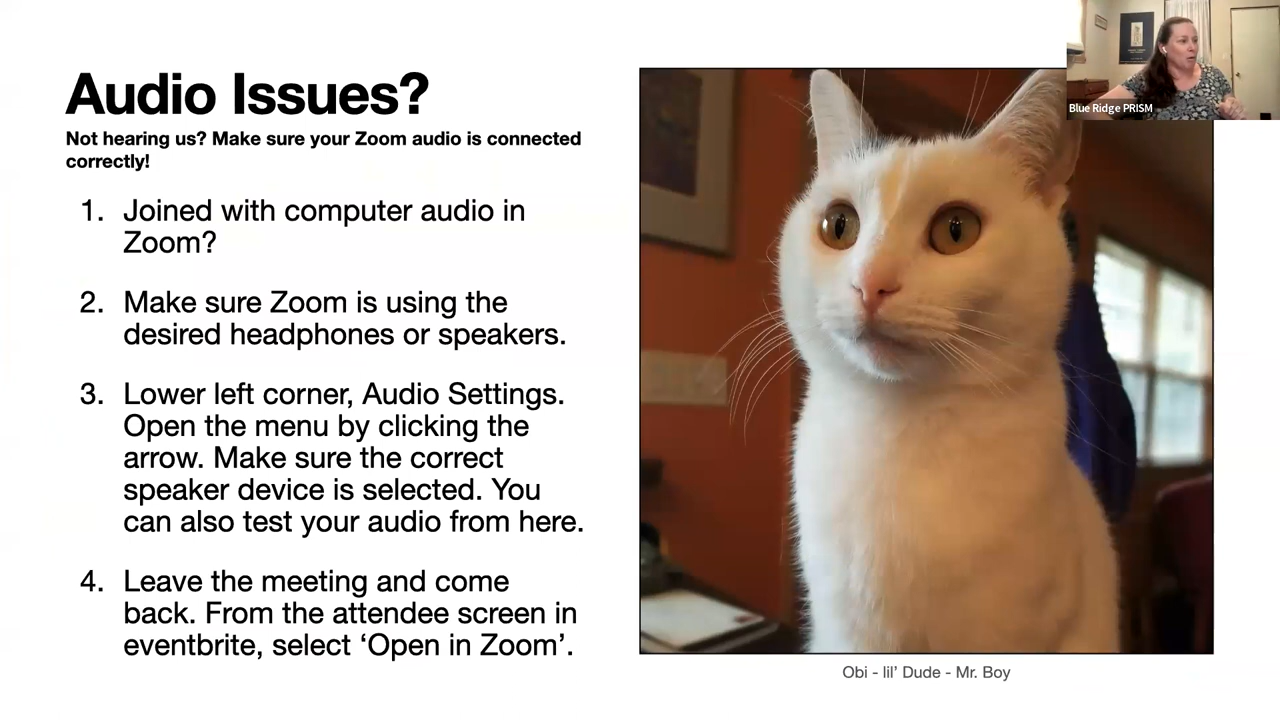 Audio Issues?
Not hearing us? Make sure your Zoom audio is connected
correctly!
1. Joined with computer audio in
Zoom?
2. Make sure Zoom is using the
desired headphones or speakers.
3. Lower left corner, Audio Settings.
Open the menu by clicking the
arrow. Make sure the correct
speaker device is selected. You
can also test your audio from here.
4. Leave the meeting and come
back. From the attendee screen in
eventbrite, select ‘Open in Zoom’.
Blue Ridge PRISM
Obi - lil’ Dude - Mr. Boy